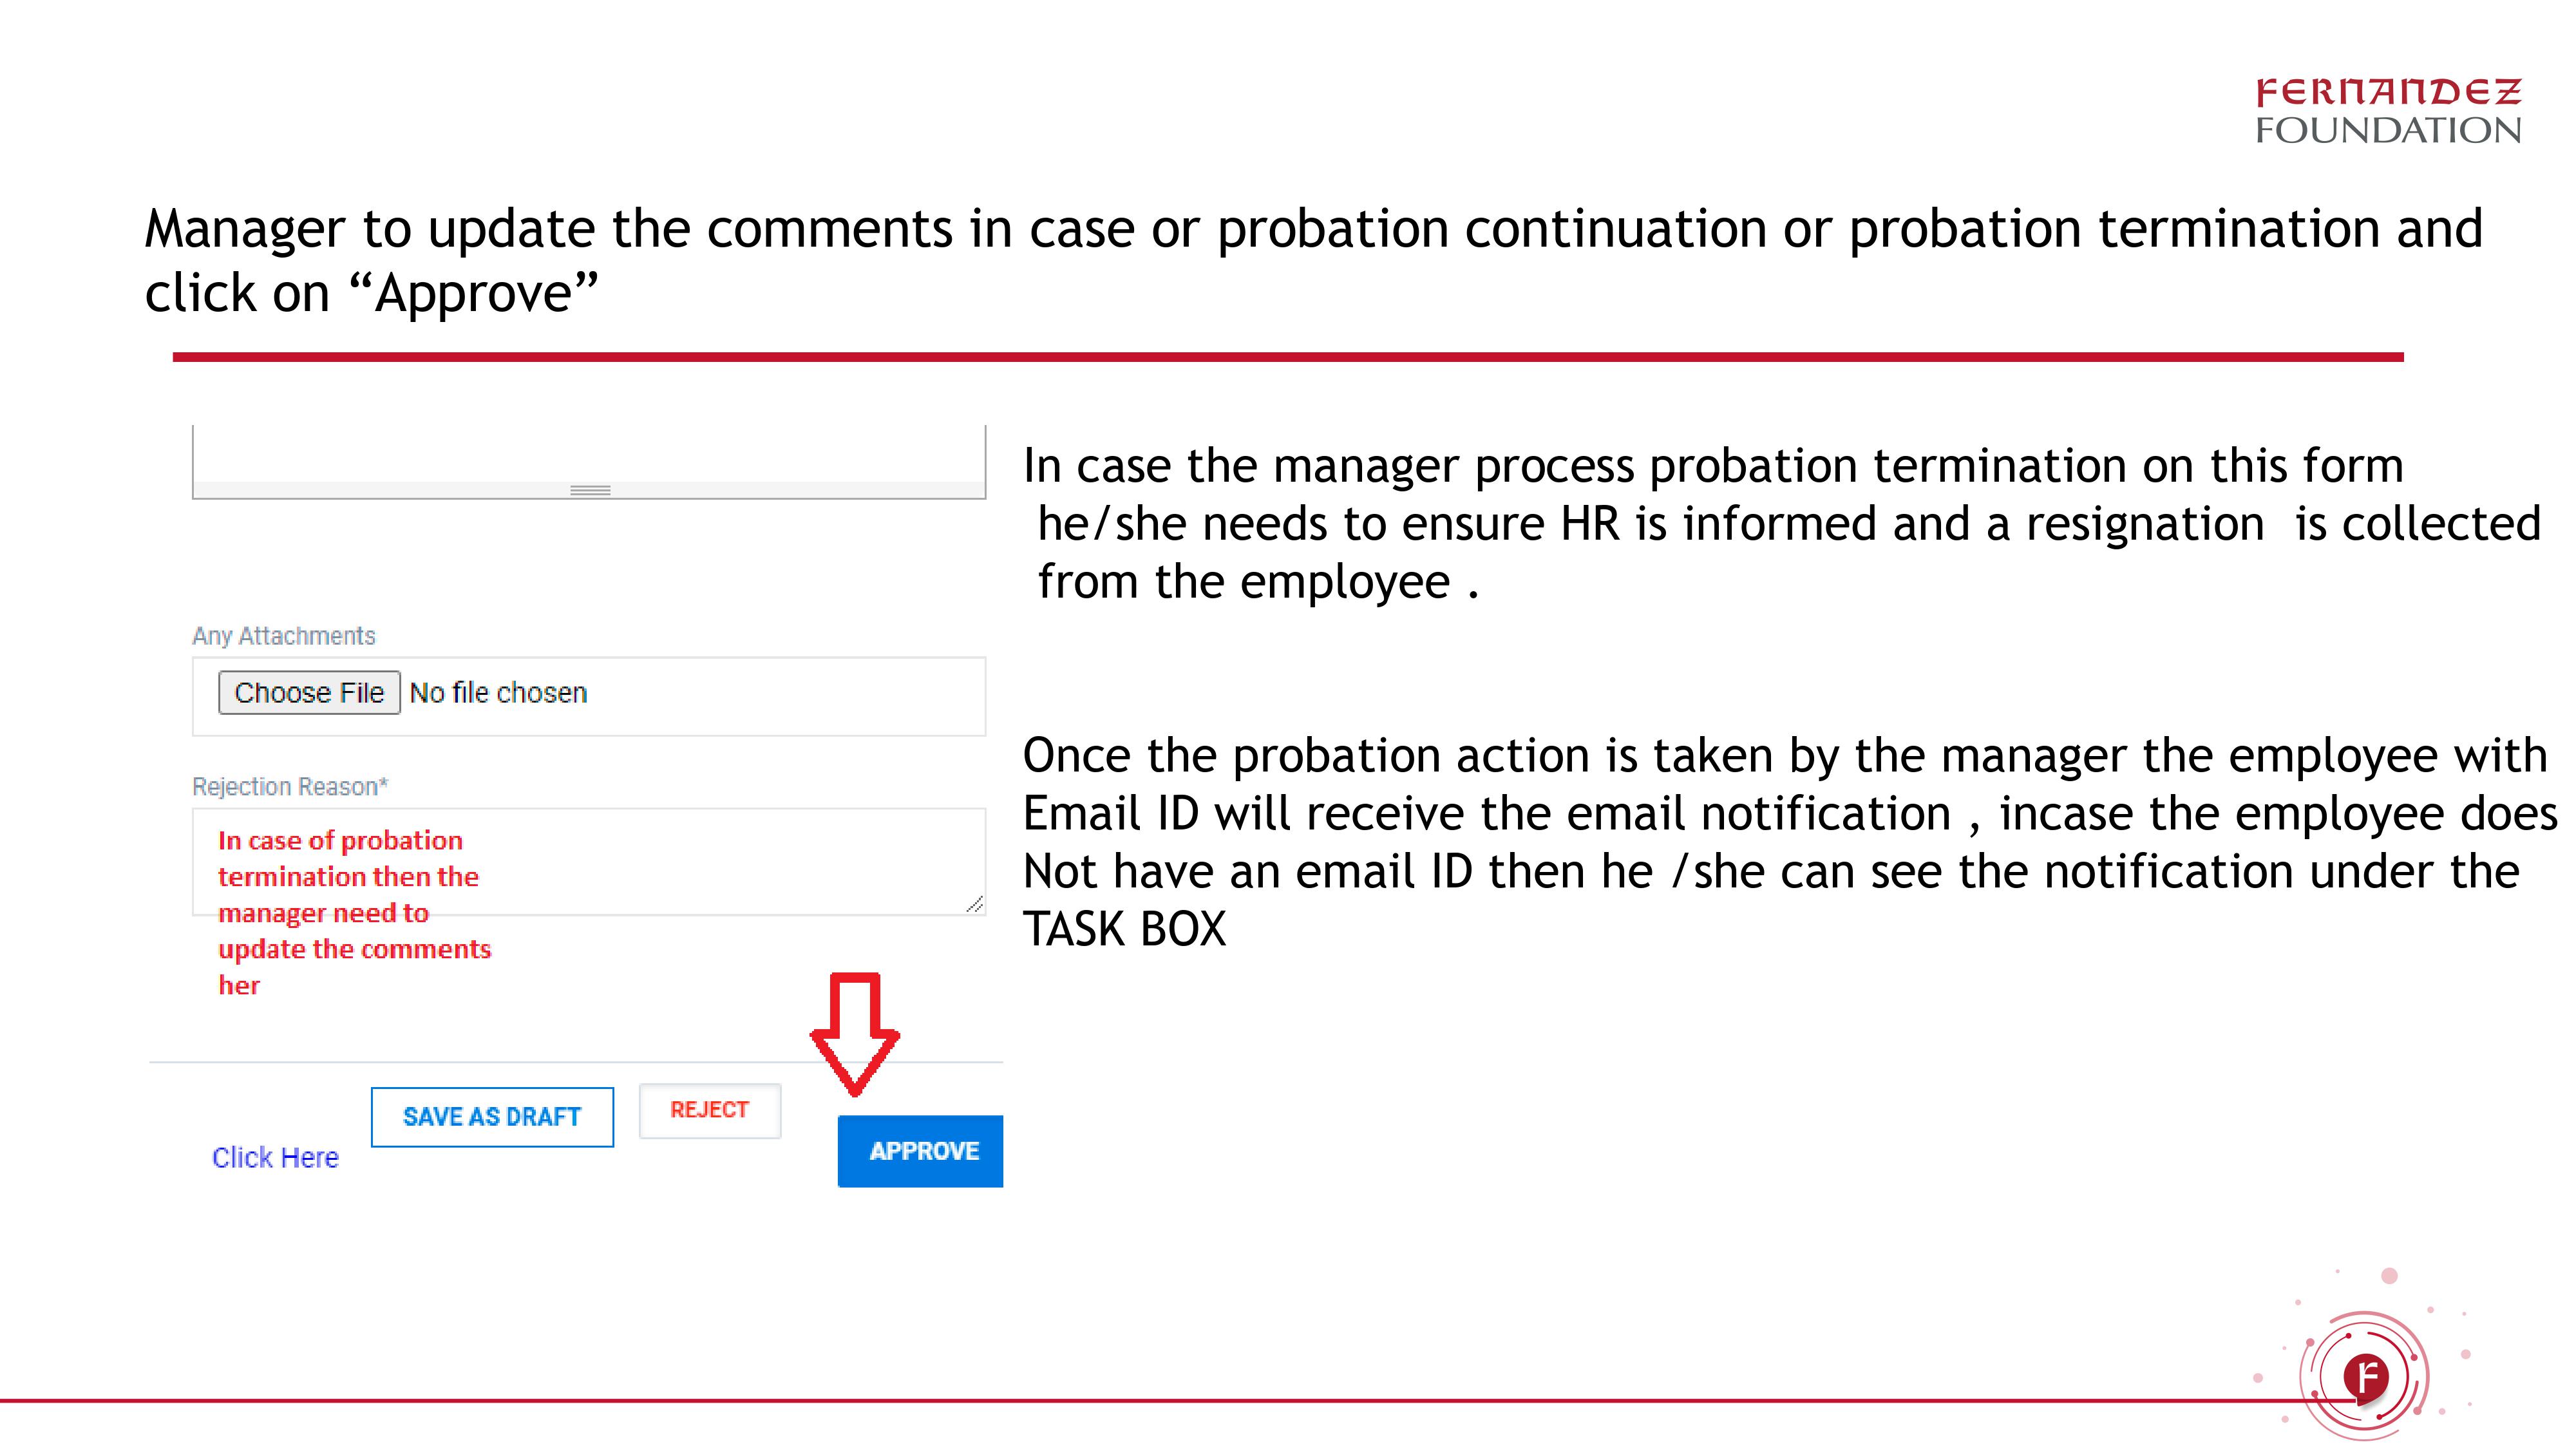 FERNANDEZ
FOUNDATION
Manager to update the comments in case or probation continuation or probation termination and
click on “Approve”
In case the manager process probation termination on this form
he/she needs to ensure HR is informed and a resignation is collected
from the employee .
Any Attachments
Choose File No file chosen
Rejection Reason*
In case of probation
termination then the
manager need to
update the comments
her
Once the probation action is taken by the manager the employee with
Email ID will receive the email notification , incase the employee does
Not have an email ID then he /she can see the notification under the
TASK BOX
SAVE AS DRAFT
REJECT
Click Here
APPROVE
F